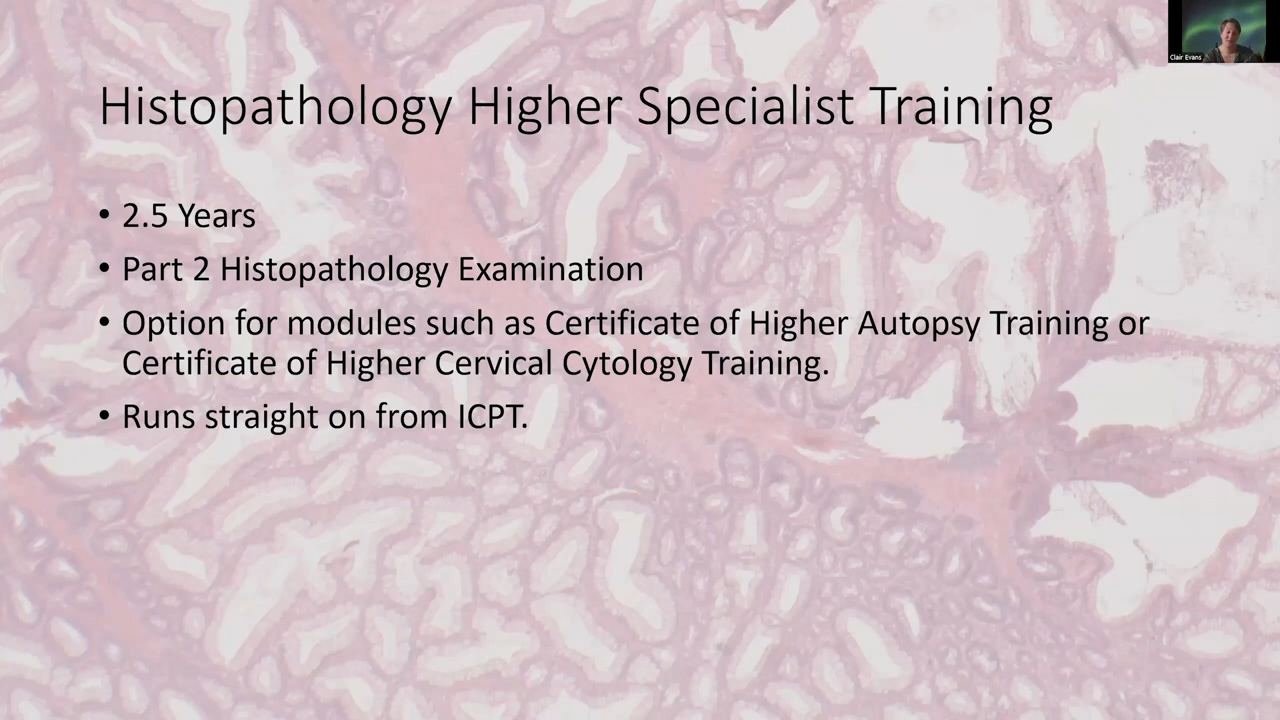 Clair Evans
Histopathology Higher Specialist Training
• 2.5 Years
• Part 2 Histopathology Examination
• Option for modules such as Certificate of Higher Autopsy Training or
Certificate of Higher Cervical Cytology Training.
• Runs straight on from ICPT.